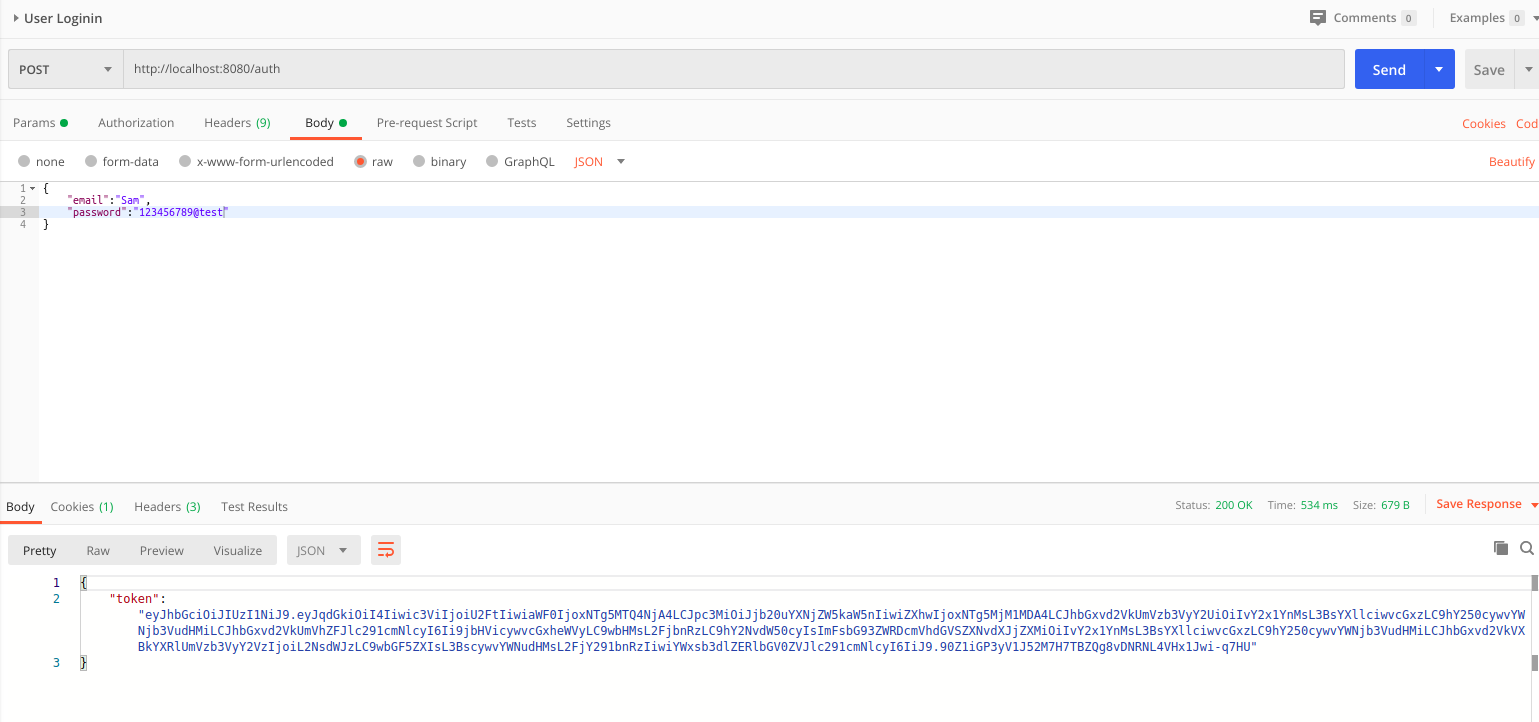 User Loginin
Comments 0 Examples 0
POST http://localhost:8080/auth Send Save
Params Authorization Headers (9) Body Pre-request Script Tests Settings Cookies Cod
none form-data x-www-form-urlencoded raw binary GraphQL JSON Beautify
1 {
2 "email":"Sam",
3 "password":"123456789@test"
4 }
Body Cookies (1) Headers (3) Test Results Status: 200 OK Time: 534 ms Size: 679 B Save Response
Pretty Raw Preview Visualize JSON
1 {
2 "token":
"eyJhbGciOiJIUzI1NiJ9.eyJqdGkiOiI4Iiwic3ViIjoiU2FtIiwiaWF0IjoxNTg5MTQ4NjA4LCJpc3MiOiJjb20uYXNjZW5kaW5nIiwiZXhwIjoxNTg5MjM1MDA4LCJhbGxvd2VkUmVzb3VyY2UiOiIvY2x1YnMsL3BsYXllciwvcGxzLC9hY250cywvYW
Njb3VudHMiLCJhbGxvd2VkUmVhZFJlc291cmNlcyI6Ii9jbHVicywvcGxheWVyLC9wbHMsL2FjbnRzLC9hY2NvdW50cyIsImFsbG93ZWRDcmVhdGVSZXNvdXJjZXMiOiIvY2x1YnMsL3BsYXllciwvcGxzLC9hY250cywvYWNjb3VudHMiLCJhbGxvd2VkVX
BkYXRlUmVzb3VyY2VzIjoiL2NsdWJzLC9wbGF5ZXIsL3BscywvYWNudHMsL2FjY291bnRzIiwiYWxsb3dlZERlbGV0ZVJlc291cmNlcyI6IiJ9.90Z1iGP3yV1J52M7H7TBZQg8vDNRNL4VHx1Jwi-q7HU"
3 }